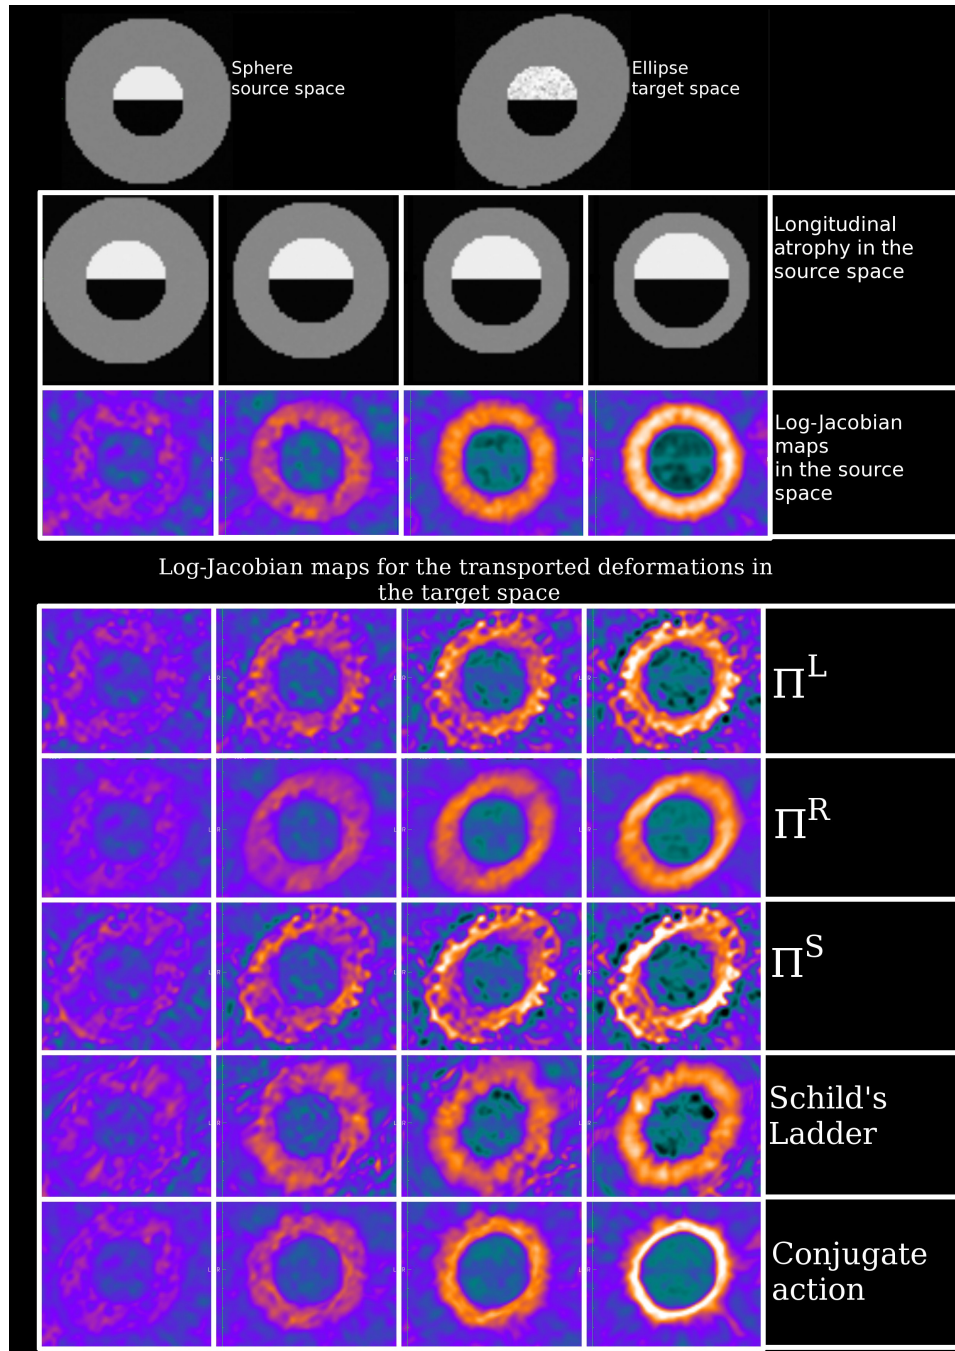 Sphere
source space
Ellipse
target space
Longitudinal
atrophy in the
source space
Log-Jacobian
maps
in the source
space
Log-Jacobian maps for the transported deformations in
the target space
Π^L
Π^R
Π^S
Schild's
Ladder
Conjugate
action